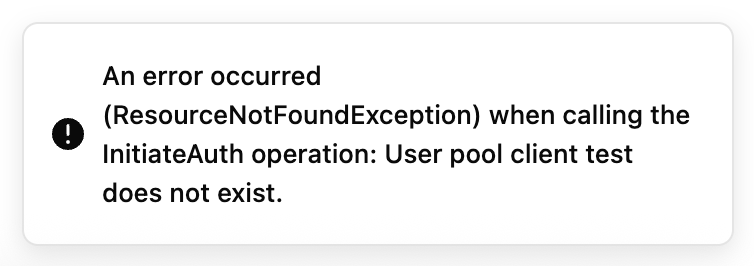 An error occurred
(ResourceNotFoundException) when calling the
InitiateAuth operation: User pool client test
does not exist.